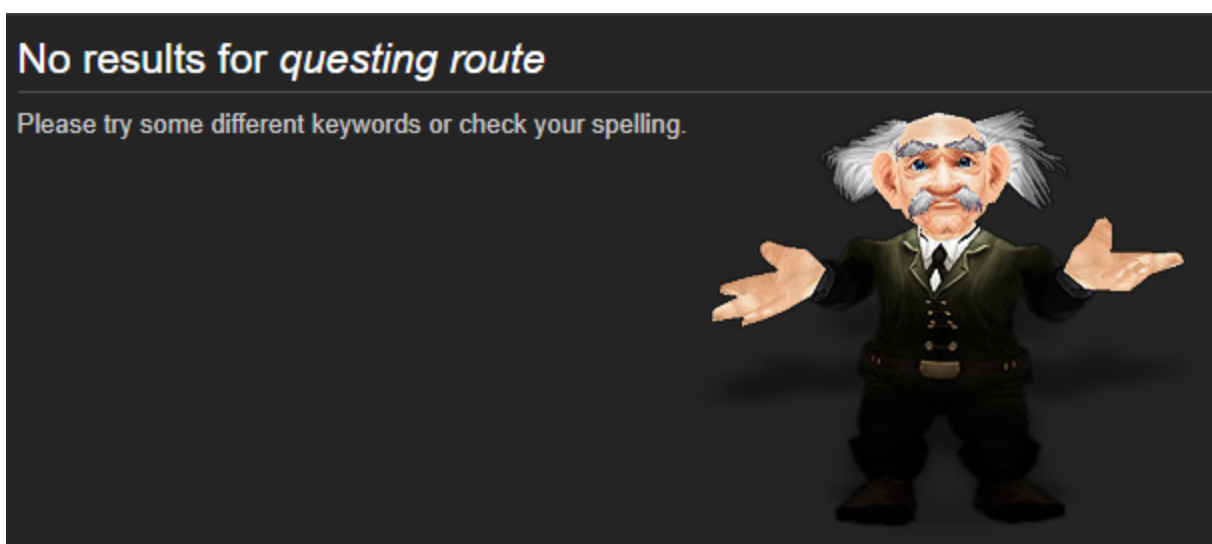 No results for questing route
Please try some different keywords or check your spelling.